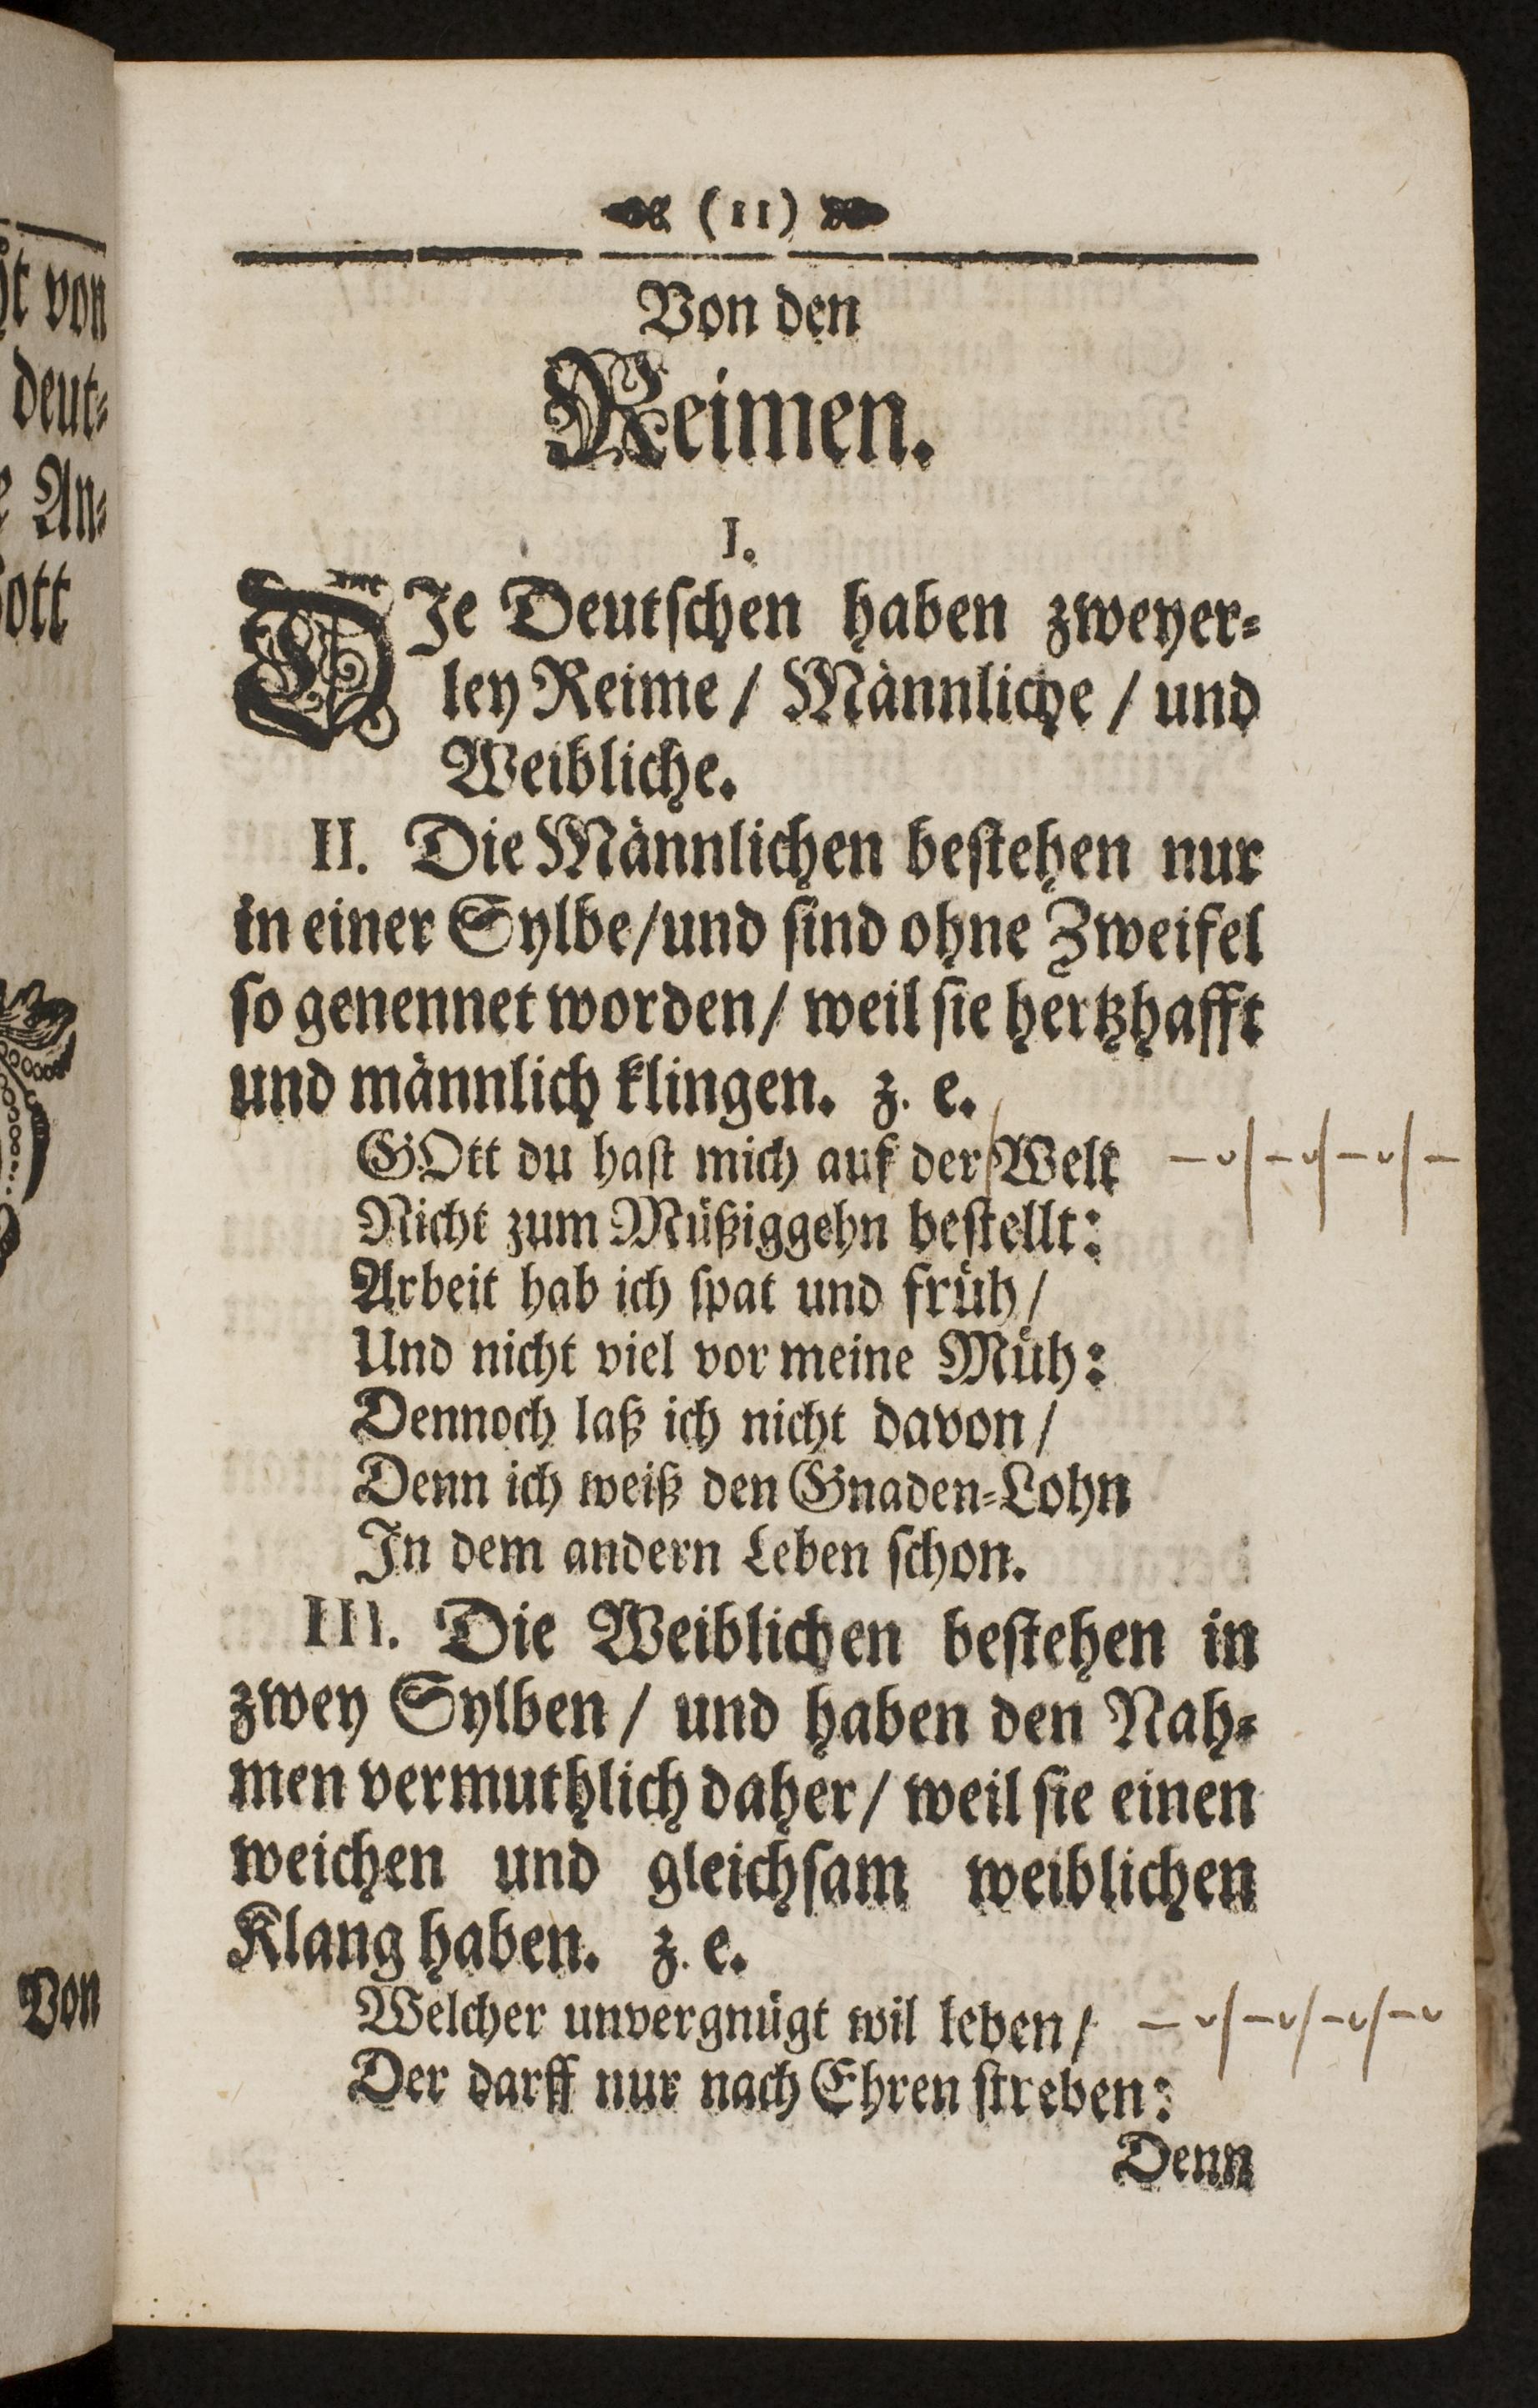 (11)
Von den
Reimen.
I.
DIe Deutschen haben zweyer-
ley Reime / Männliche / und
Weibliche.
II. Die Männlichen bestehen nur
in einer Sylbe/und sind ohne Zweifel
so genennet worden/ weil sie hertzhafft
und männlich klingen. z. e.
GOtt du hast mich auf der Welt –ᴗ|–ᴗ|–ᴗ|–
Nicht zum Müßiggehn bestellt:
Arbeit hab ich spat und früh/
Und nicht viel vor meine Müh:
Dennoch laß ich nicht davon/
Denn ich weiß den Gnaden-Lohn
In dem andern Leben schon.
III. Die Weiblichen bestehen in
zwey Sylben / und haben den Nah-
men vermuthlich daher/ weil sie einen
weichen und gleichsam weiblichen
Klang haben. z. e.
Welcher unvergnügt wil leben/ –ᴗ|–ᴗ|–ᴗ|–ᴗ
Der darff nur nach Ehren streben:
Denn
von
deut-
An-
ott
Von